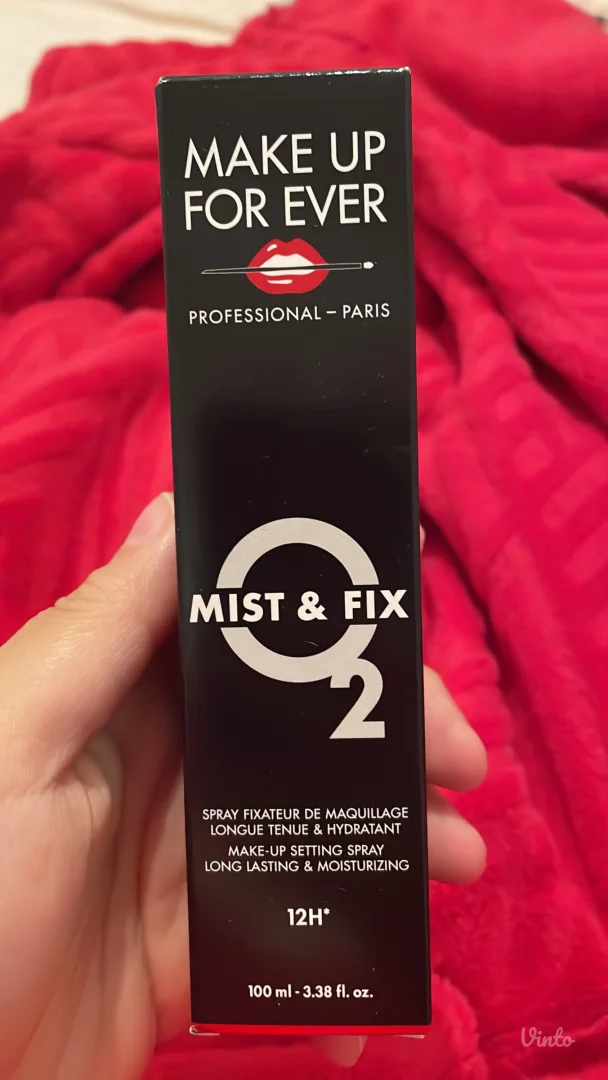 MAKE UP
FOR EVER
PROFESSIONAL – PARIS
O
MIST & FIX
2
SPRAY FIXATEUR DE MAQUILLAGE
LONGUE TENUE & HYDRATANT
MAKE-UP SETTING SPRAY
LONG LASTING & MOISTURIZING
12H*
100 ml - 3.38 fl. oz.
Vinto